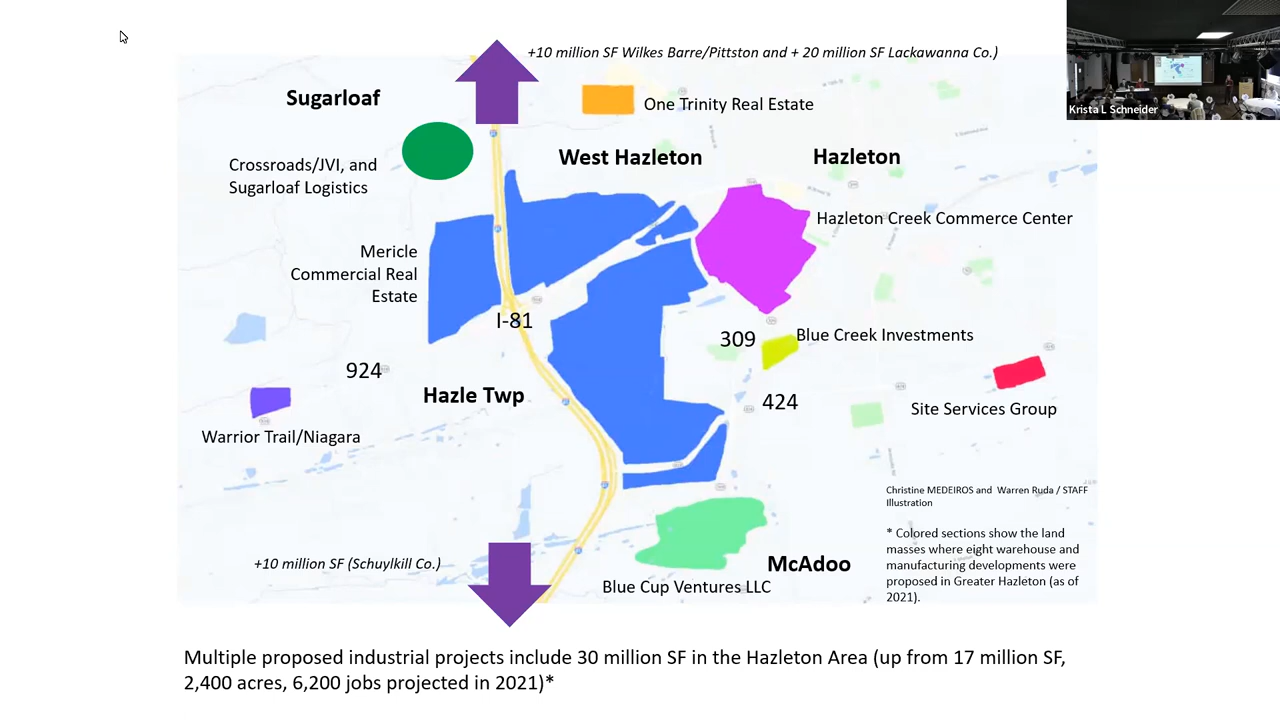 +10 million SF Wilkes Barre/Pittston and + 20 million SF Lackawanna Co.)
Sugarloaf
One Trinity Real Estate
Krista L Schneider
Crossroads/JVI, and
Sugarloaf Logistics
West Hazleton
Hazleton
Hazleton Creek Commerce Center
Mericle
Commercial Real
Estate
I-81
309
Blue Creek Investments
924
Hazle Twp
424
Site Services Group
Warrior Trail/Niagara
Christine MEDEIROS and Warren Ruda / STAFF
Illustration
* Colored sections show the land
masses where eight warehouse and
manufacturing developments were
proposed in Greater Hazleton (as of
2021).
+10 million SF (Schuylkill Co.)
McAdoo
Blue Cup Ventures LLC
Multiple proposed industrial projects include 30 million SF in the Hazleton Area (up from 17 million SF,
2,400 acres, 6,200 jobs projected in 2021)*